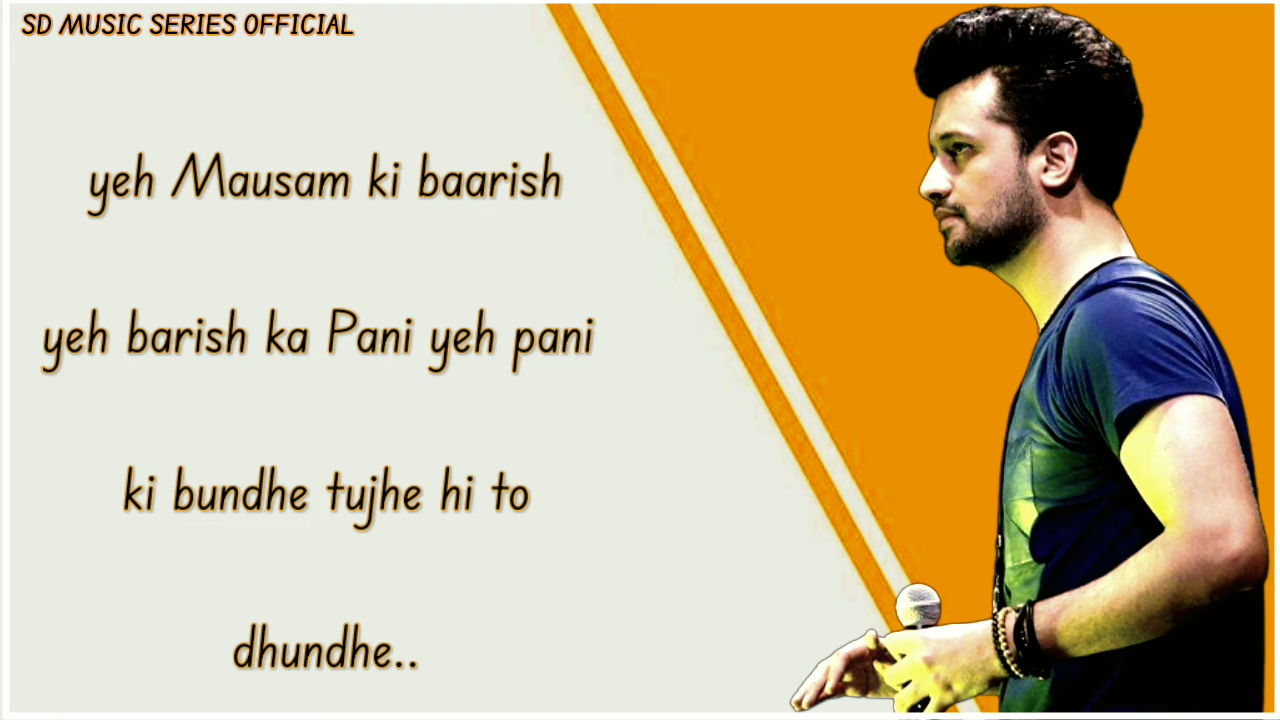 SD MUSIC SERIES OFFICIAL
yeh Mausam ki baarish
yeh barish ka Pani yeh pani
ki bundhe tujhe hi to
dhundhe..